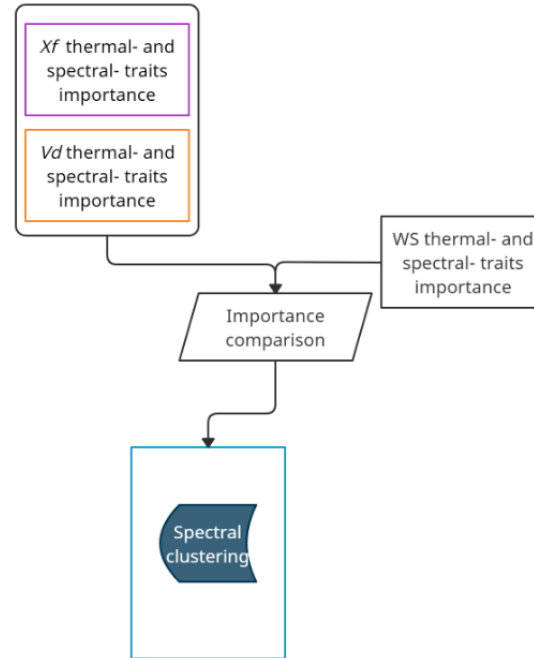 Xf thermal- and
spectral- traits
importance
Vd thermal- and
spectral- traits
importance
WS thermal- and
spectral- traits
importance
Importance
comparison
Spectral
clustering